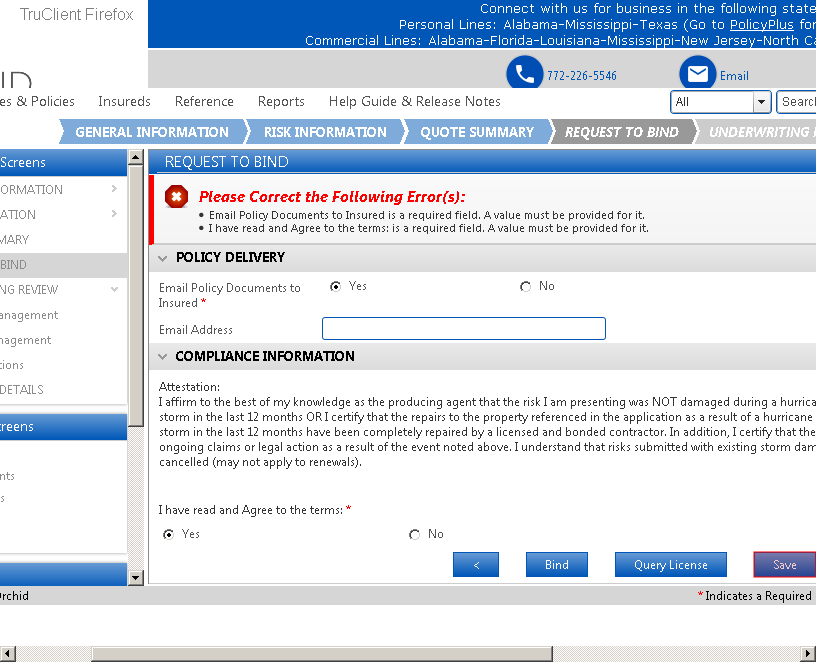 TruClient Firefox
Connect with us for business in the following state
Personal Lines: Alabama-Mississippi-Texas (Go to PolicyPlus for
Commercial Lines: Alabama-Florida-Louisiana-Mississippi-New Jersey-North Ca
772-226-5546
Email
es & Policies
Insureds
Reference
Reports
Help Guide & Release Notes
All
Search
GENERAL INFORMATION
RISK INFORMATION
QUOTE SUMMARY
REQUEST TO BIND
UNDERWRITING
Screens
ORMATION
ATION
MARY
BIND
NG REVIEW
anagement
nagement
ions
DETAILS
creens
nts
s
REQUEST TO BIND
Please Correct the Following Error(s):
• Email Policy Documents to Insured is a required field. A value must be provided for it.
• I have read and Agree to the terms: is a required field. A value must be provided for it.
POLICY DELIVERY
Email Policy Documents to
Insured *
Yes
No
Email Address
COMPLIANCE INFORMATION
Attestation:
I affirm to the best of my knowledge as the producing agent that the risk I am presenting was NOT damaged during a hurrica
storm in the last 12 months OR I certify that the repairs to the property referenced in the application as a result of a hurricane
storm in the last 12 months have been completely repaired by a licensed and bonded contractor. In addition, I certify that the
ongoing claims or legal action as a result of the event noted above. I understand that risks submitted with existing storm dam
cancelled (may not apply to renewals).
I have read and Agree to the terms: *
Yes
No
<
Bind
Query License
Save
Orchid
* Indicates a Required